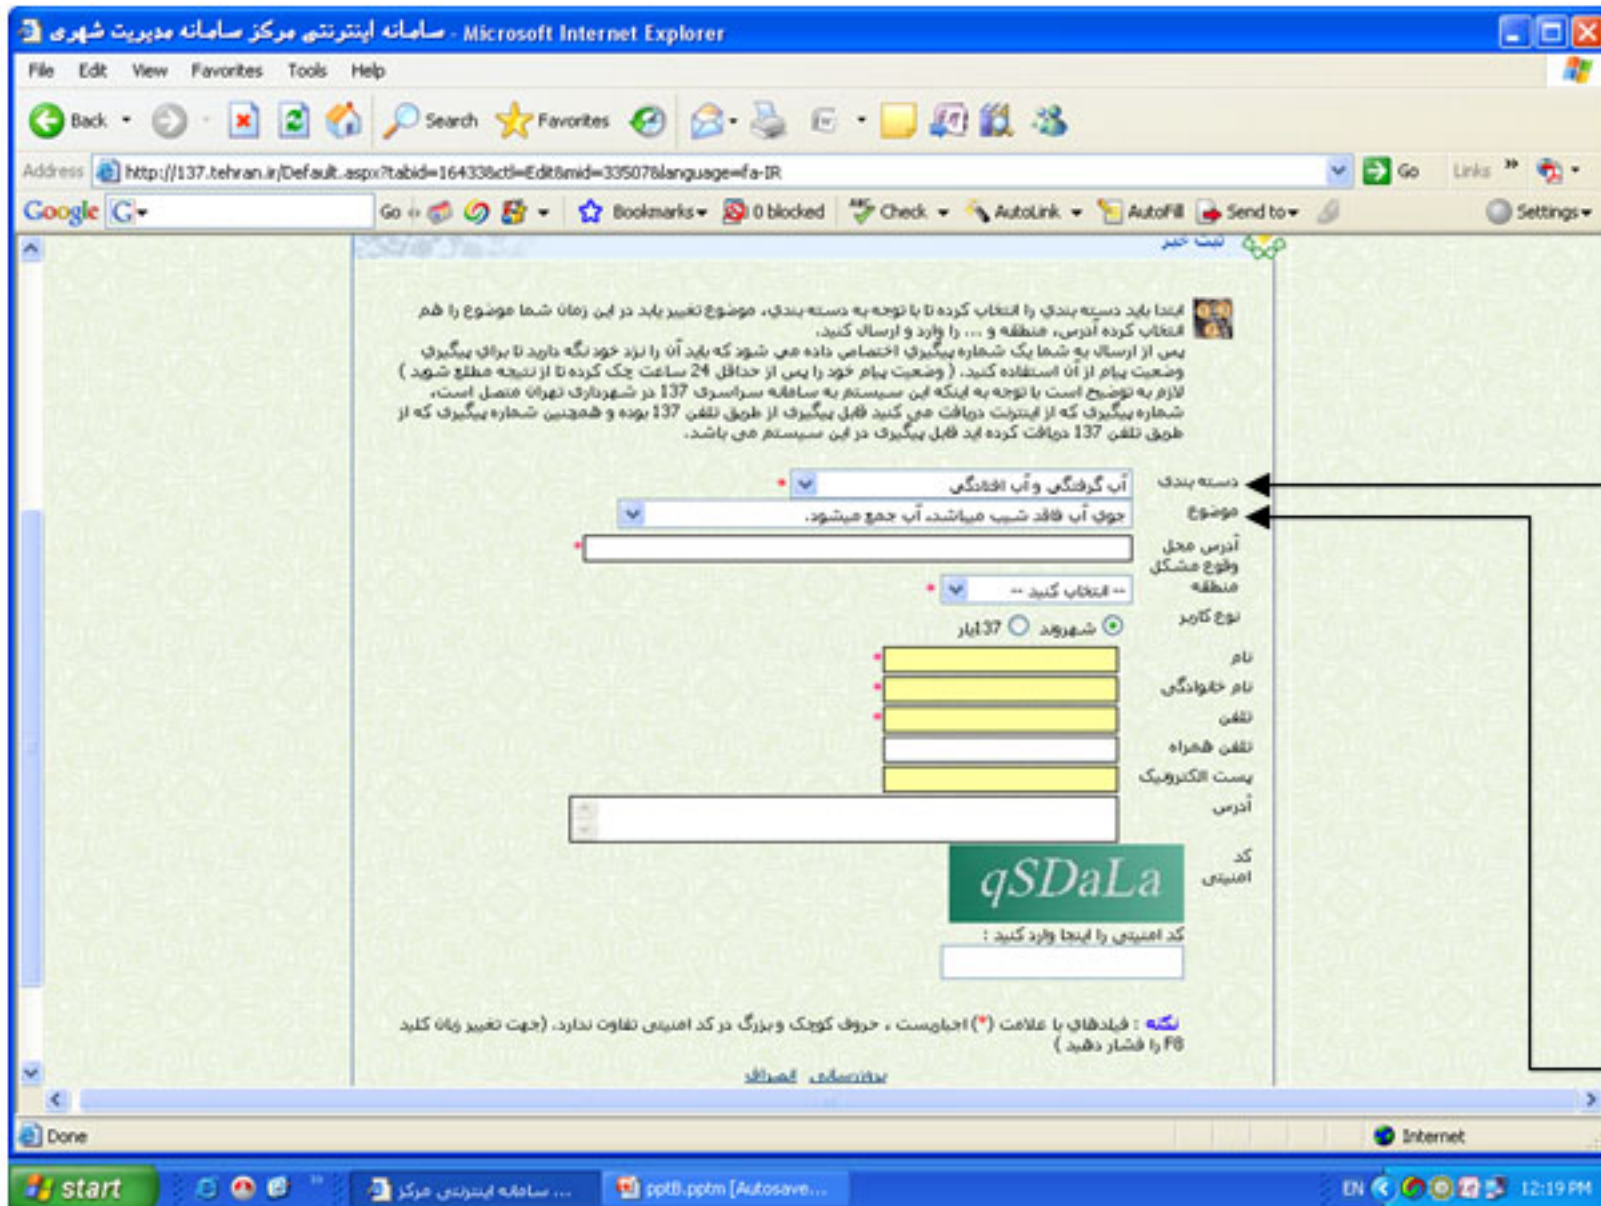 سامانه اینترنتی مرکز سامانه مدیریت شهری - Microsoft Internet Explorer
File Edit View Favorites Tools Help
Back Search Favorites
Address http://137.tehran.ir/Default.aspx?tabid=16433&ctl=Edit&mid=33507&language=fa-IR Go Links »
Google G Go Bookmarks 0 blocked Check AutoLink AutoFill Send to Settings
ثبت خبر
ابتدا باید دسته بندی را انتخاب کرده تا با توجه به دسته بندی، موضوع تغییر یابد در این زمان شما موضوع را هم
انتخاب کرده آدرس، منطقه و ... را وارد و ارسال کنید.
پس از ارسال به شما یک شماره پیگیری اختصاص داده می شود که باید آن را نزد خود نگه دارید تا برای پیگیری
وضعیت پیام از آن استفاده کنید. ( وضعیت پیام خود را پس از حداقل 24 ساعت چک کرده تا از نتیجه مطلع شوید )
لازم به توضیح است با توجه به اینکه این سیستم به سامانه سراسری 137 در شهرداری تهران متصل است،
شماره پیگیری که از اینترنت دریافت می کنید قابل پیگیری از طریق تلفن 137 بوده و همچنین شماره پیگیری که از
طریق تلفن 137 دریافت کرده اید قابل پیگیری در این سیستم می باشد.
دسته بندی آب گرفتگی و آب افتادگی *
موضوع جوی آب فاقد شیب میباشد، آب جمع میشود.
آدرس محل
وقوع مشکل *
منطقه -- انتخاب کنید -- *
نوع کاربر شهروند 137یار
نام *
نام خانوادگی *
تلفن *
تلفن همراه
پست الکترونیک
آدرس
کد
امنیتی
qSDaLa
کد امنیتی را اینجا وارد کنید :
نکته : فیلدهای با علامت (*) اجباریست ، حروف کوچک و بزرگ در کد امنیتی تفاوت ندارد. (جهت تغییر زبان کلید
F8 را فشار دهید )
بروزرسانی انصراف
Done Internet
start سامانه اینترنتی مرکز ... ppt8.pptm [Autosave... EN 12:19 PM